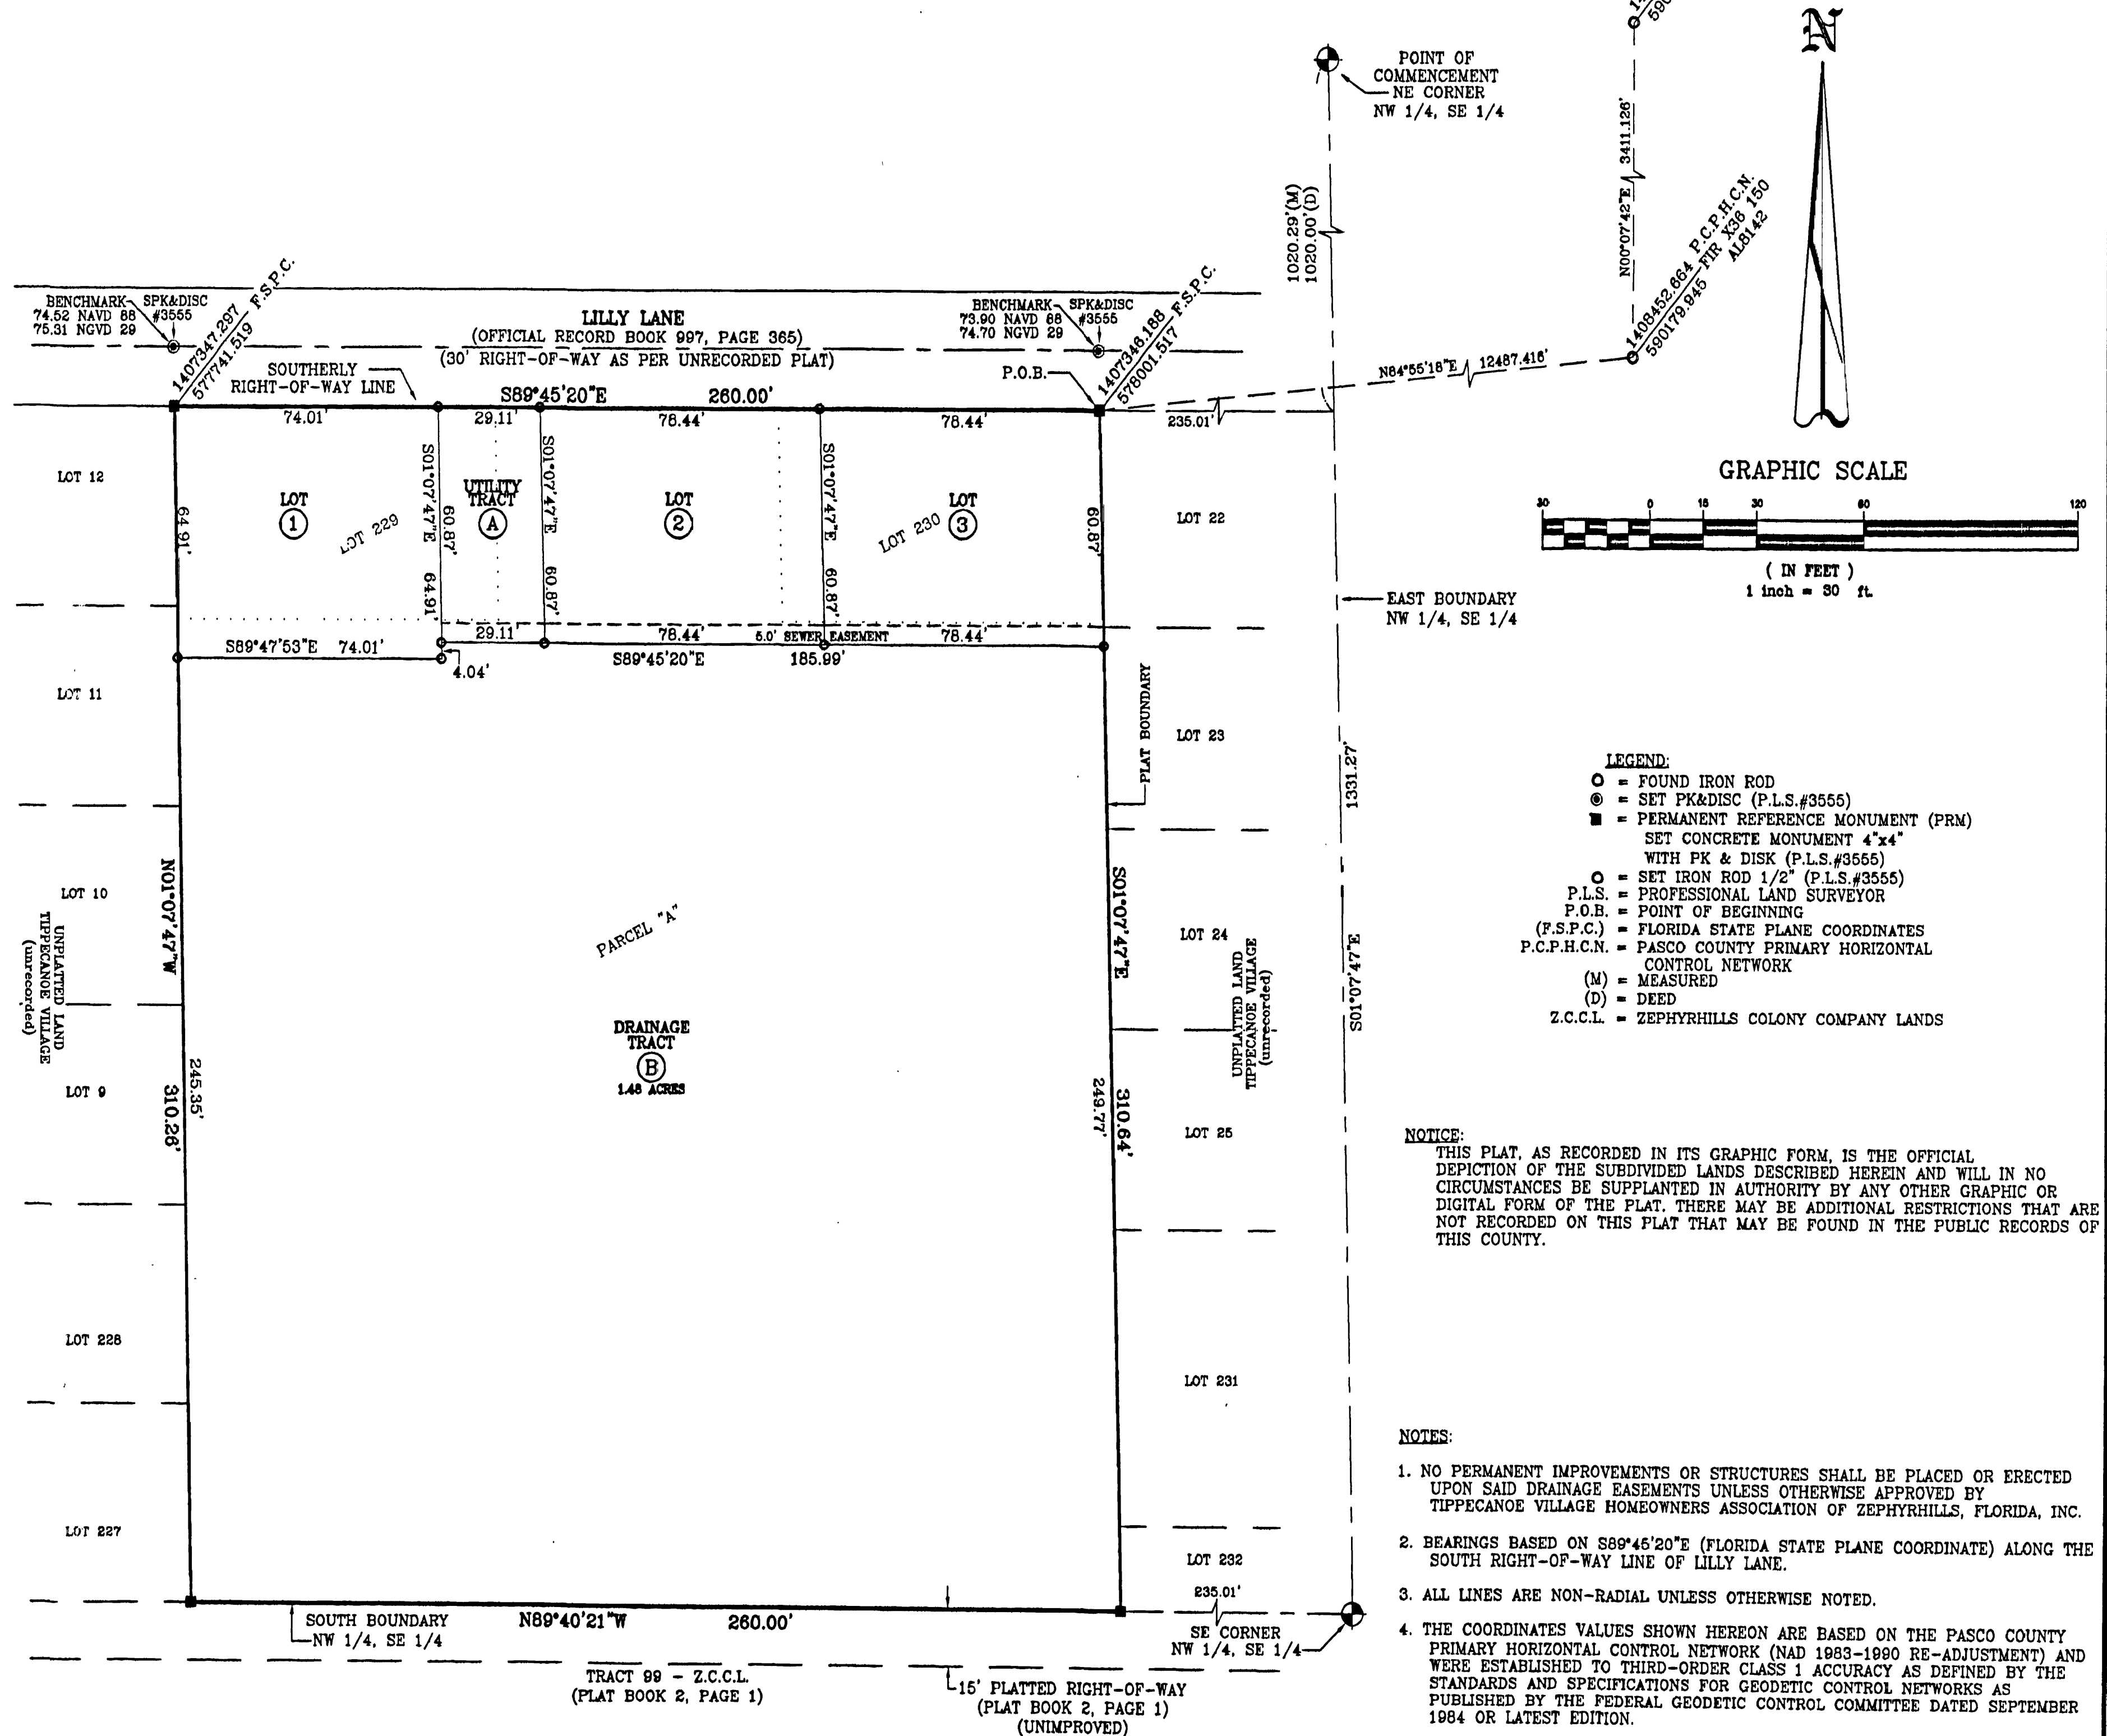 POINT OF
COMMENCEMENT
NE CORNER
NW 1/4, SE 1/4
N
N00°07'42"E 3411.126'
1408452.664 P.C.P.H.C.N.
590179.945 FIR X36 150
AL8142
1020.29'(M)
1020.00'(D)
GRAPHIC SCALE
30 0 15 30 60 120
( IN FEET )
1 inch = 30 ft.
BENCHMARK SPK&DISC
74.52 NAVD 88 #3555
75.31 NGVD 29
1407347.297 F.S.P.C.
577741.519
LILLY LANE
(OFFICIAL RECORD BOOK 997, PAGE 365)
(30' RIGHT-OF-WAY AS PER UNRECORDED PLAT)
BENCHMARK SPK&DISC
73.90 NAVD 88 #3555
74.70 NGVD 29
1407346.188 F.S.P.C.
578001.517
P.O.B.
N84°55'18"E 12487.416'
SOUTHERLY
RIGHT-OF-WAY LINE
S89°45'20"E 260.00'
74.01' 29.11' 78.44' 78.44' 235.01'
LOT 12
64.91'
LOT
1
LOT 229
S01°07'47"E 60.87' 64.91'
UTILITY
TRACT
A
S01°07'47"E 60.87'
LOT
2
S01°07'47"E 60.87'
LOT 230
LOT
3
60.87'
LOT 22
EAST BOUNDARY
NW 1/4, SE 1/4
29.11' 78.44' 5.0' SEWER EASEMENT 78.44'
S89°47'53"E 74.01'
4.04'
S89°45'20"E 185.99'
LOT 11
PLAT BOUNDARY
LOT 23
1331.27'
S01°07'47"E
LEGEND:
= FOUND IRON ROD
= SET PK&DISC (P.L.S.#3555)
= PERMANENT REFERENCE MONUMENT (PRM)
SET CONCRETE MONUMENT 4"x4"
WITH PK & DISK (P.L.S.#3555)
= SET IRON ROD 1/2" (P.L.S.#3555)
P.L.S. = PROFESSIONAL LAND SURVEYOR
P.O.B. = POINT OF BEGINNING
(F.S.P.C.) = FLORIDA STATE PLANE COORDINATES
P.C.P.H.C.N. = PASCO COUNTY PRIMARY HORIZONTAL
CONTROL NETWORK
(M) = MEASURED
(D) = DEED
Z.C.C.L. = ZEPHYRHILLS COLONY COMPANY LANDS
LOT 10
UNPLATTED LAND
TIPPECANOE VILLAGE
(unrecorded)
N01°07'47"W 310.26'
245.35'
PARCEL "A"
DRAINAGE
TRACT
B
1.48 ACRES
S01°07'47"E 310.64'
249.77'
LOT 24
UNPLATTED LAND
TIPPECANOE VILLAGE
(unrecorded)
LOT 9
LOT 25
NOTICE:
THIS PLAT, AS RECORDED IN ITS GRAPHIC FORM, IS THE OFFICIAL
DEPICTION OF THE SUBDIVIDED LANDS DESCRIBED HEREIN AND WILL IN NO
CIRCUMSTANCES BE SUPPLANTED IN AUTHORITY BY ANY OTHER GRAPHIC OR
DIGITAL FORM OF THE PLAT. THERE MAY BE ADDITIONAL RESTRICTIONS THAT ARE
NOT RECORDED ON THIS PLAT THAT MAY BE FOUND IN THE PUBLIC RECORDS OF
THIS COUNTY.
LOT 228
LOT 231
LOT 227
LOT 232
235.01'
SOUTH BOUNDARY
NW 1/4, SE 1/4
N89°40'21"W 260.00'
SE CORNER
NW 1/4, SE 1/4
TRACT 99 - Z.C.C.L.
(PLAT BOOK 2, PAGE 1)
15' PLATTED RIGHT-OF-WAY
(PLAT BOOK 2, PAGE 1)
(UNIMPROVED)
NOTES:
1. NO PERMANENT IMPROVEMENTS OR STRUCTURES SHALL BE PLACED OR ERECTED
UPON SAID DRAINAGE EASEMENTS UNLESS OTHERWISE APPROVED BY
TIPPECANOE VILLAGE HOMEOWNERS ASSOCIATION OF ZEPHYRHILLS, FLORIDA, INC.
2. BEARINGS BASED ON S89°45'20"E (FLORIDA STATE PLANE COORDINATE) ALONG THE
SOUTH RIGHT-OF-WAY LINE OF LILLY LANE.
3. ALL LINES ARE NON-RADIAL UNLESS OTHERWISE NOTED.
4. THE COORDINATES VALUES SHOWN HEREON ARE BASED ON THE PASCO COUNTY
PRIMARY HORIZONTAL CONTROL NETWORK (NAD 1983-1990 RE-ADJUSTMENT) AND
WERE ESTABLISHED TO THIRD-ORDER CLASS 1 ACCURACY AS DEFINED BY THE
STANDARDS AND SPECIFICATIONS FOR GEODETIC CONTROL NETWORKS AS
PUBLISHED BY THE FEDERAL GEODETIC CONTROL COMMITTEE DATED SEPTEMBER
1984 OR LATEST EDITION.